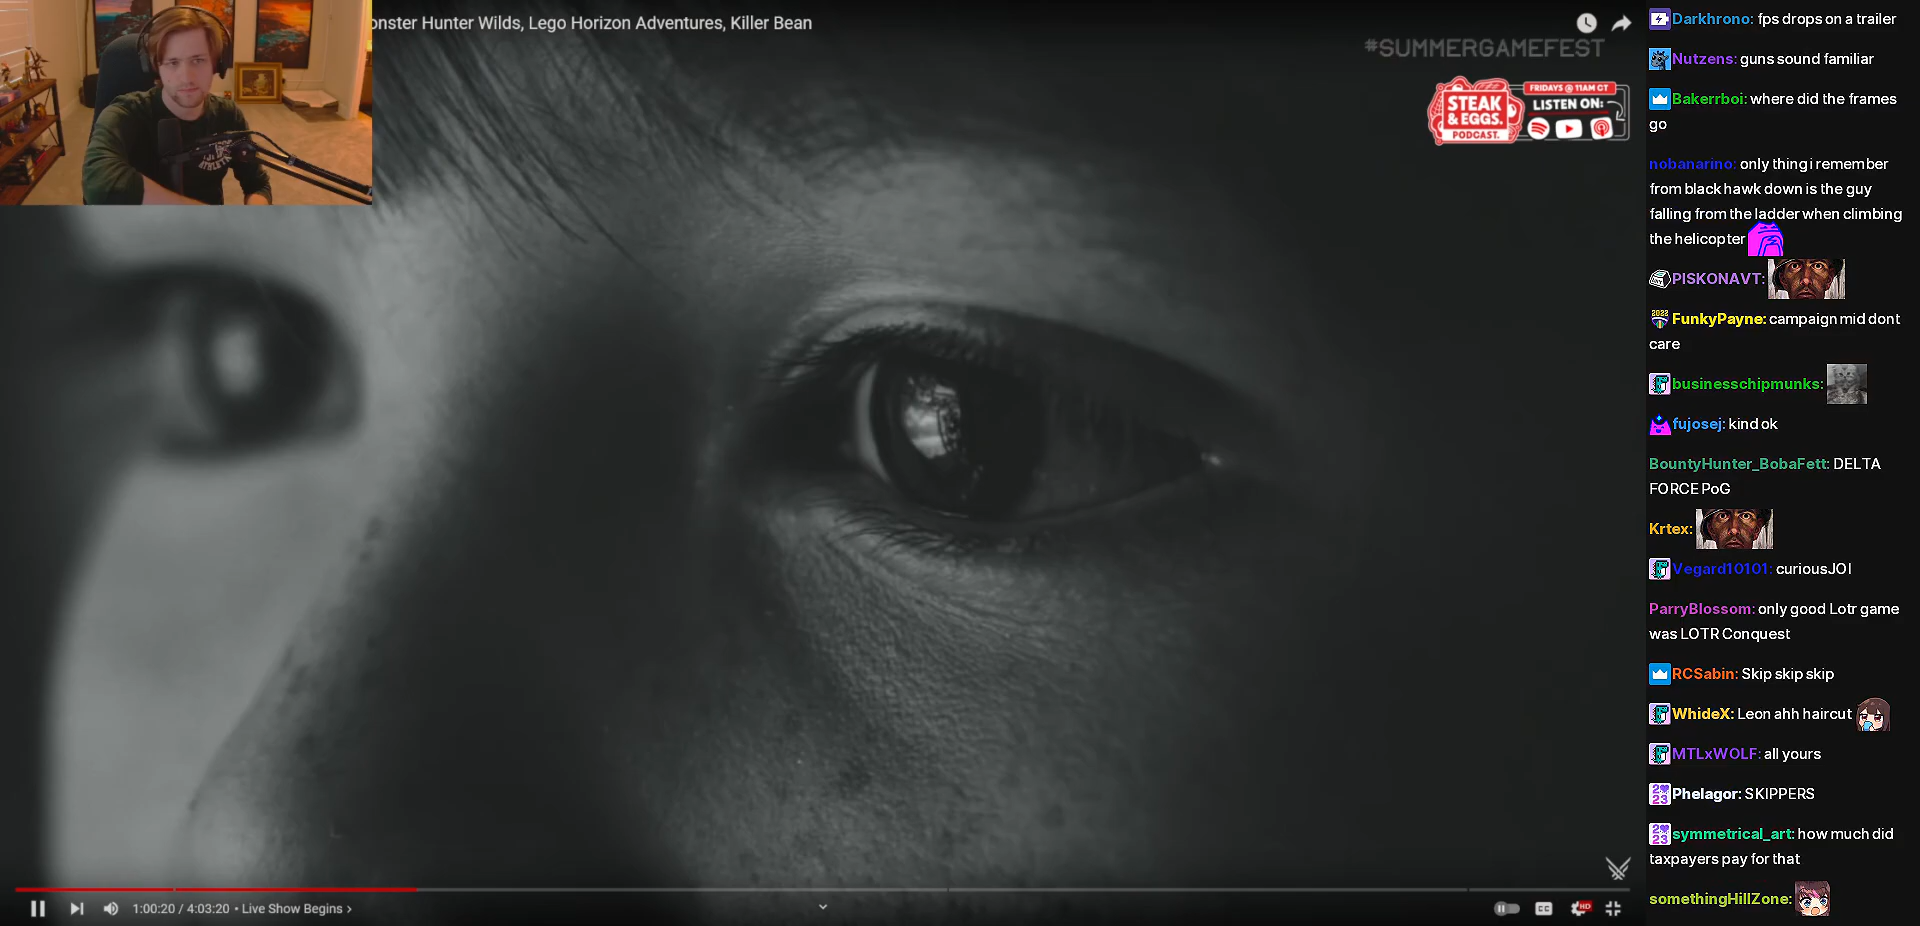 onster Hunter Wilds, Lego Horizon Adventures, Killer Bean
#SUMMERGAMEFEST
STEAK
& EGGS.
PODCAST.
FRIDAYS @ 11AM CT
LISTEN ON:
1:00:20 / 4:03:20 • Live Show Begins >
CC
HD
Darkhrono: fps drops on a trailer
Nutzens: guns sound familiar
Bakerrboi: where did the frames
go
nobanarino: only thing i remember
from black hawk down is the guy
falling from the ladder when climbing
the helicopter
PISKONAVT:
FunkyPayne: campaign mid dont
care
businesschipmunks:
fujosej: kind ok
BountyHunter_BobaFett: DELTA
FORCE PoG
Krtex:
Vegard10101: curiousJOI
ParryBlossom: only good Lotr game
was LOTR Conquest
RCSabin: Skip skip skip
WhideX: Leon ahh haircut
MTLxWOLF: all yours
Phelagor: SKIPPERS
symmetrical_art: how much did
taxpayers pay for that
somethingHillZone: